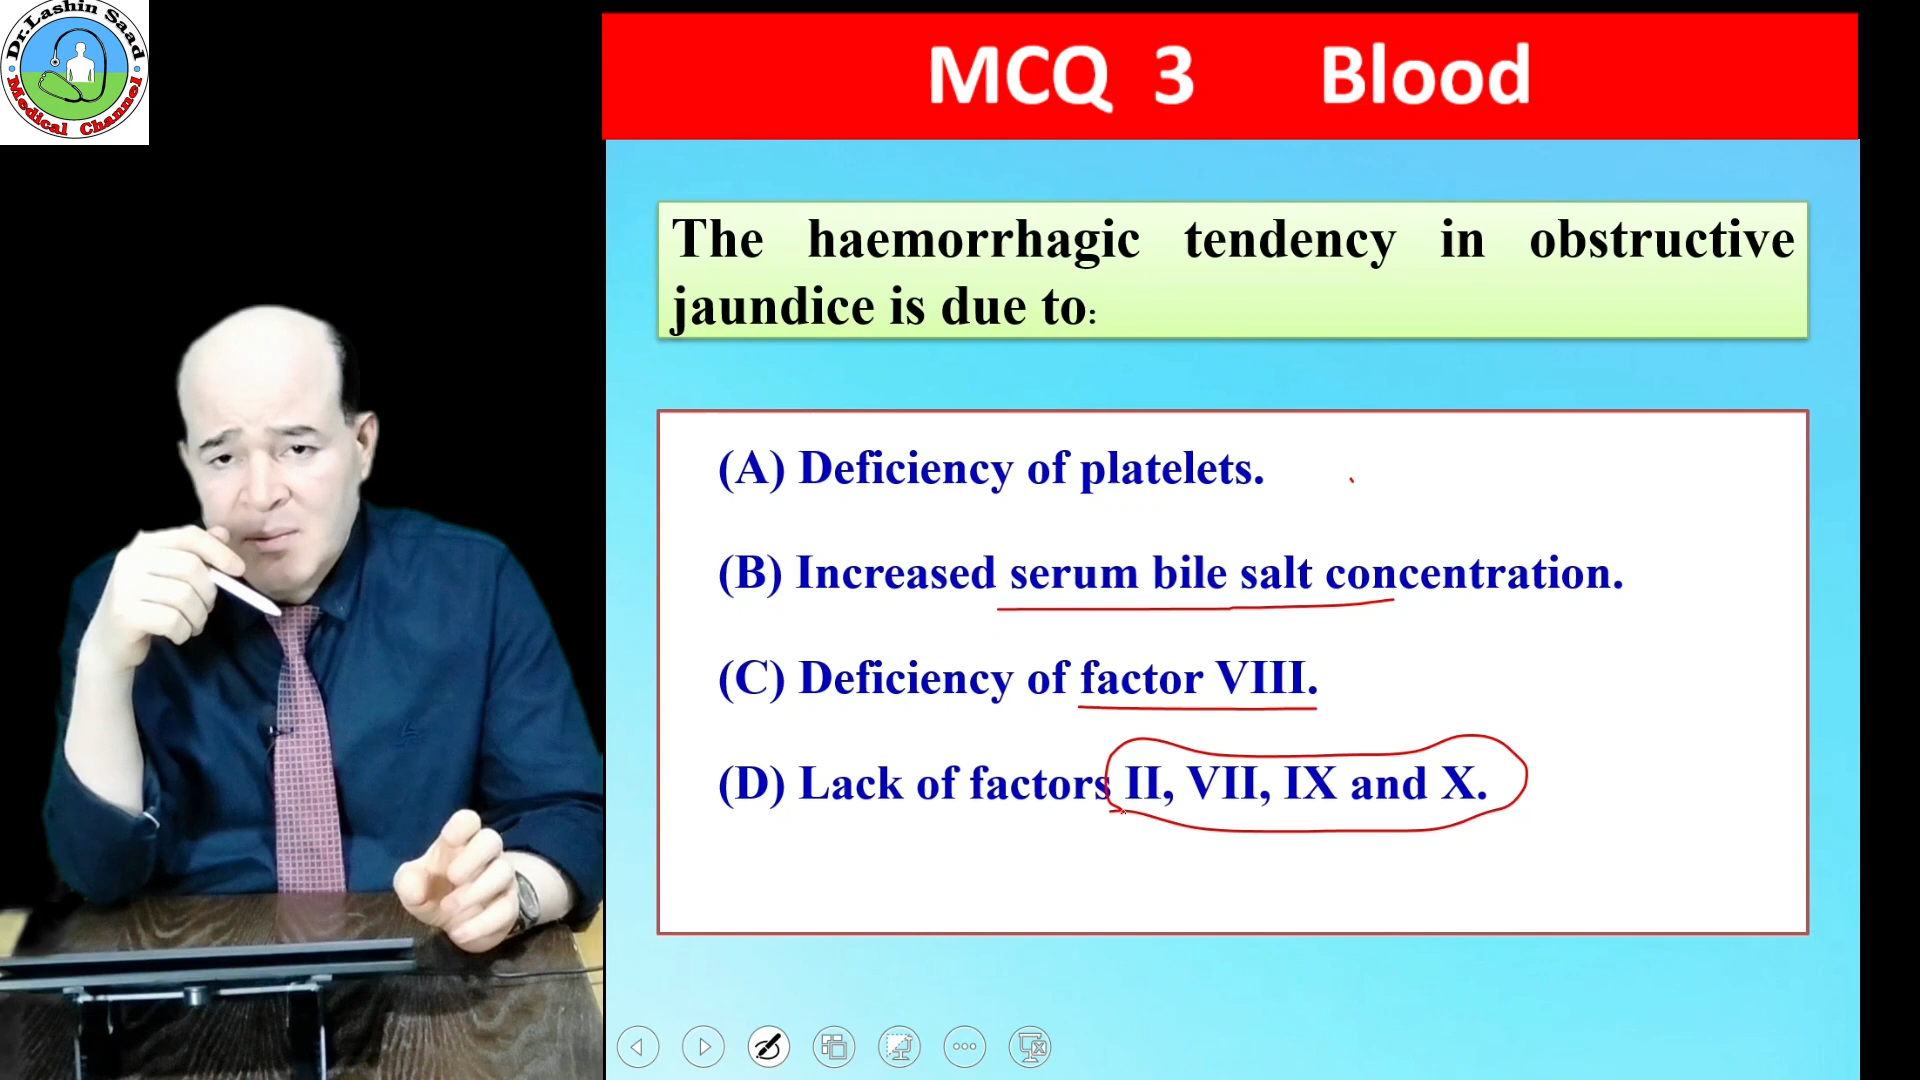 Dr.Lashin Saad
Medical Channel
MCQ 3 Blood
The haemorrhagic tendency in obstructive
jaundice is due to:
(A) Deficiency of platelets.
(B) Increased serum bile salt concentration.
(C) Deficiency of factor VIII.
(D) Lack of factors II, VII, IX and X.